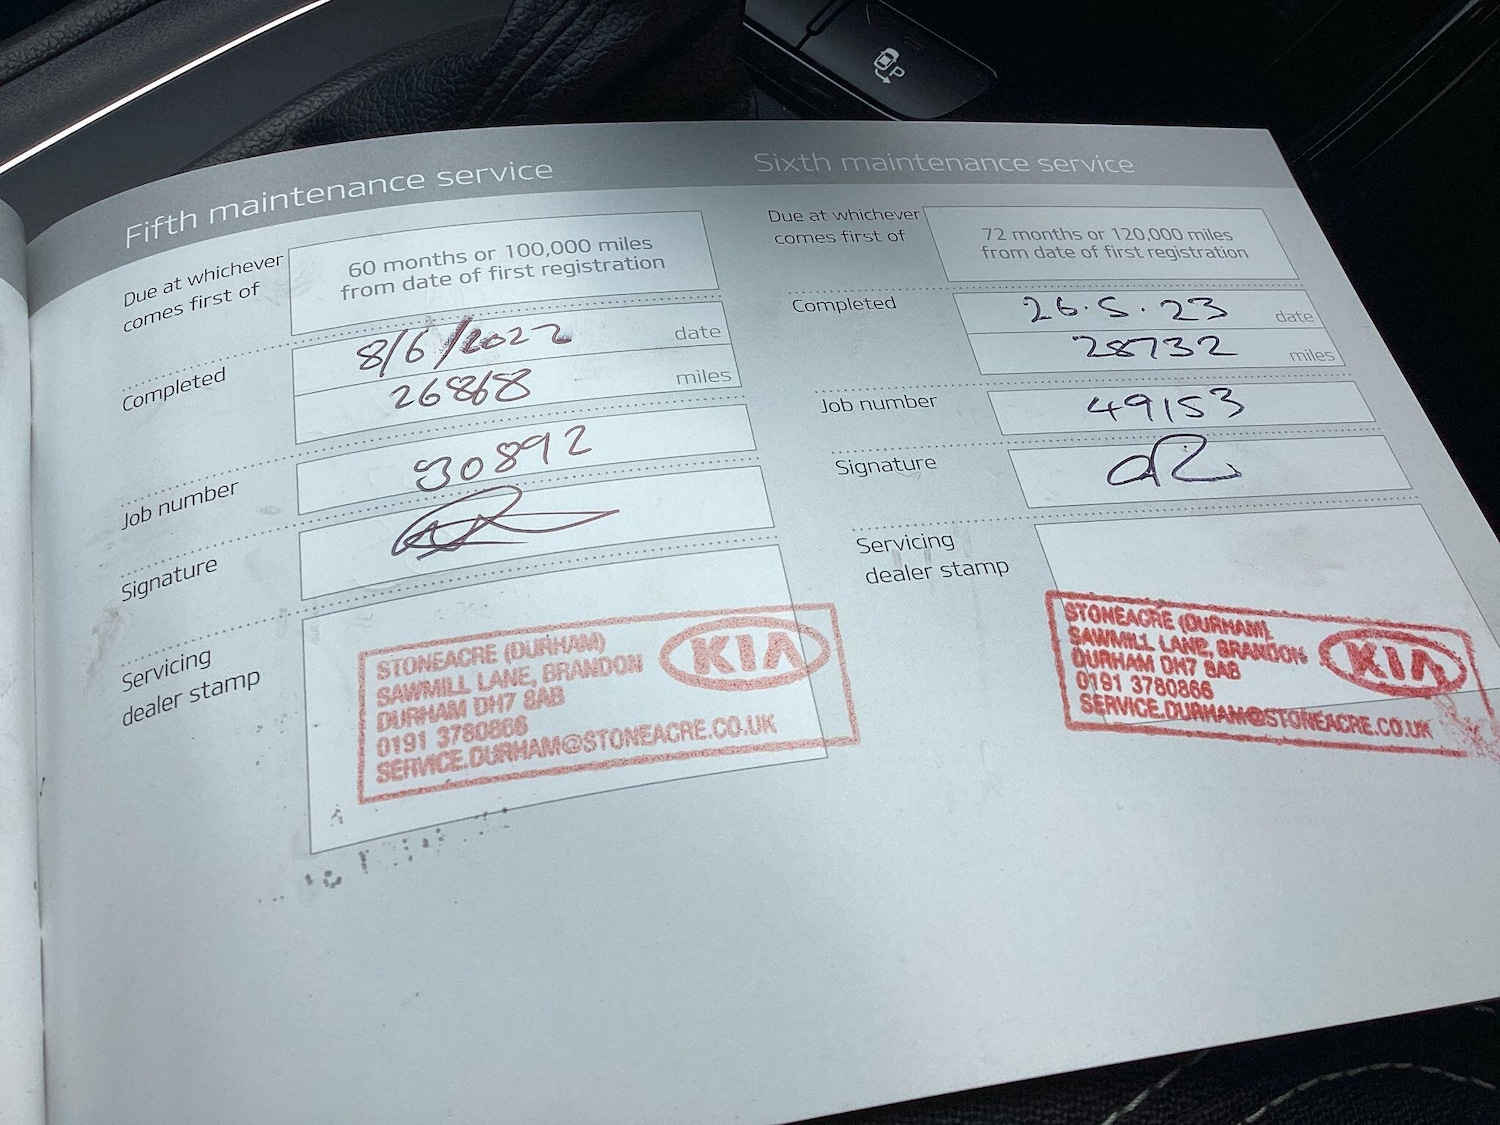 Fifth maintenance service
Due at whichever
comes first of
60 months or 100,000 miles
from date of first registration
Completed
8/6/2022 date
26868 miles
Job number
30892
Signature
Servicing
dealer stamp
STONEACRE (DURHAM)
SAWMILL LANE, BRANDON
DURHAM DH7 8AB
0191 3780866
SERVICE.DURHAM@STONEACRE.CO.UK
KIA
Sixth maintenance service
Due at whichever
comes first of
72 months or 120,000 miles
from date of first registration
Completed
26.5.23 date
28732 miles
Job number
49153
Signature
Servicing
dealer stamp
STONEACRE (DURHAM)
SAWMILL LANE, BRANDON
DURHAM DH7 8AB
0191 3780866
SERVICE.DURHAM@STONEACRE.CO.UK
KIA
P